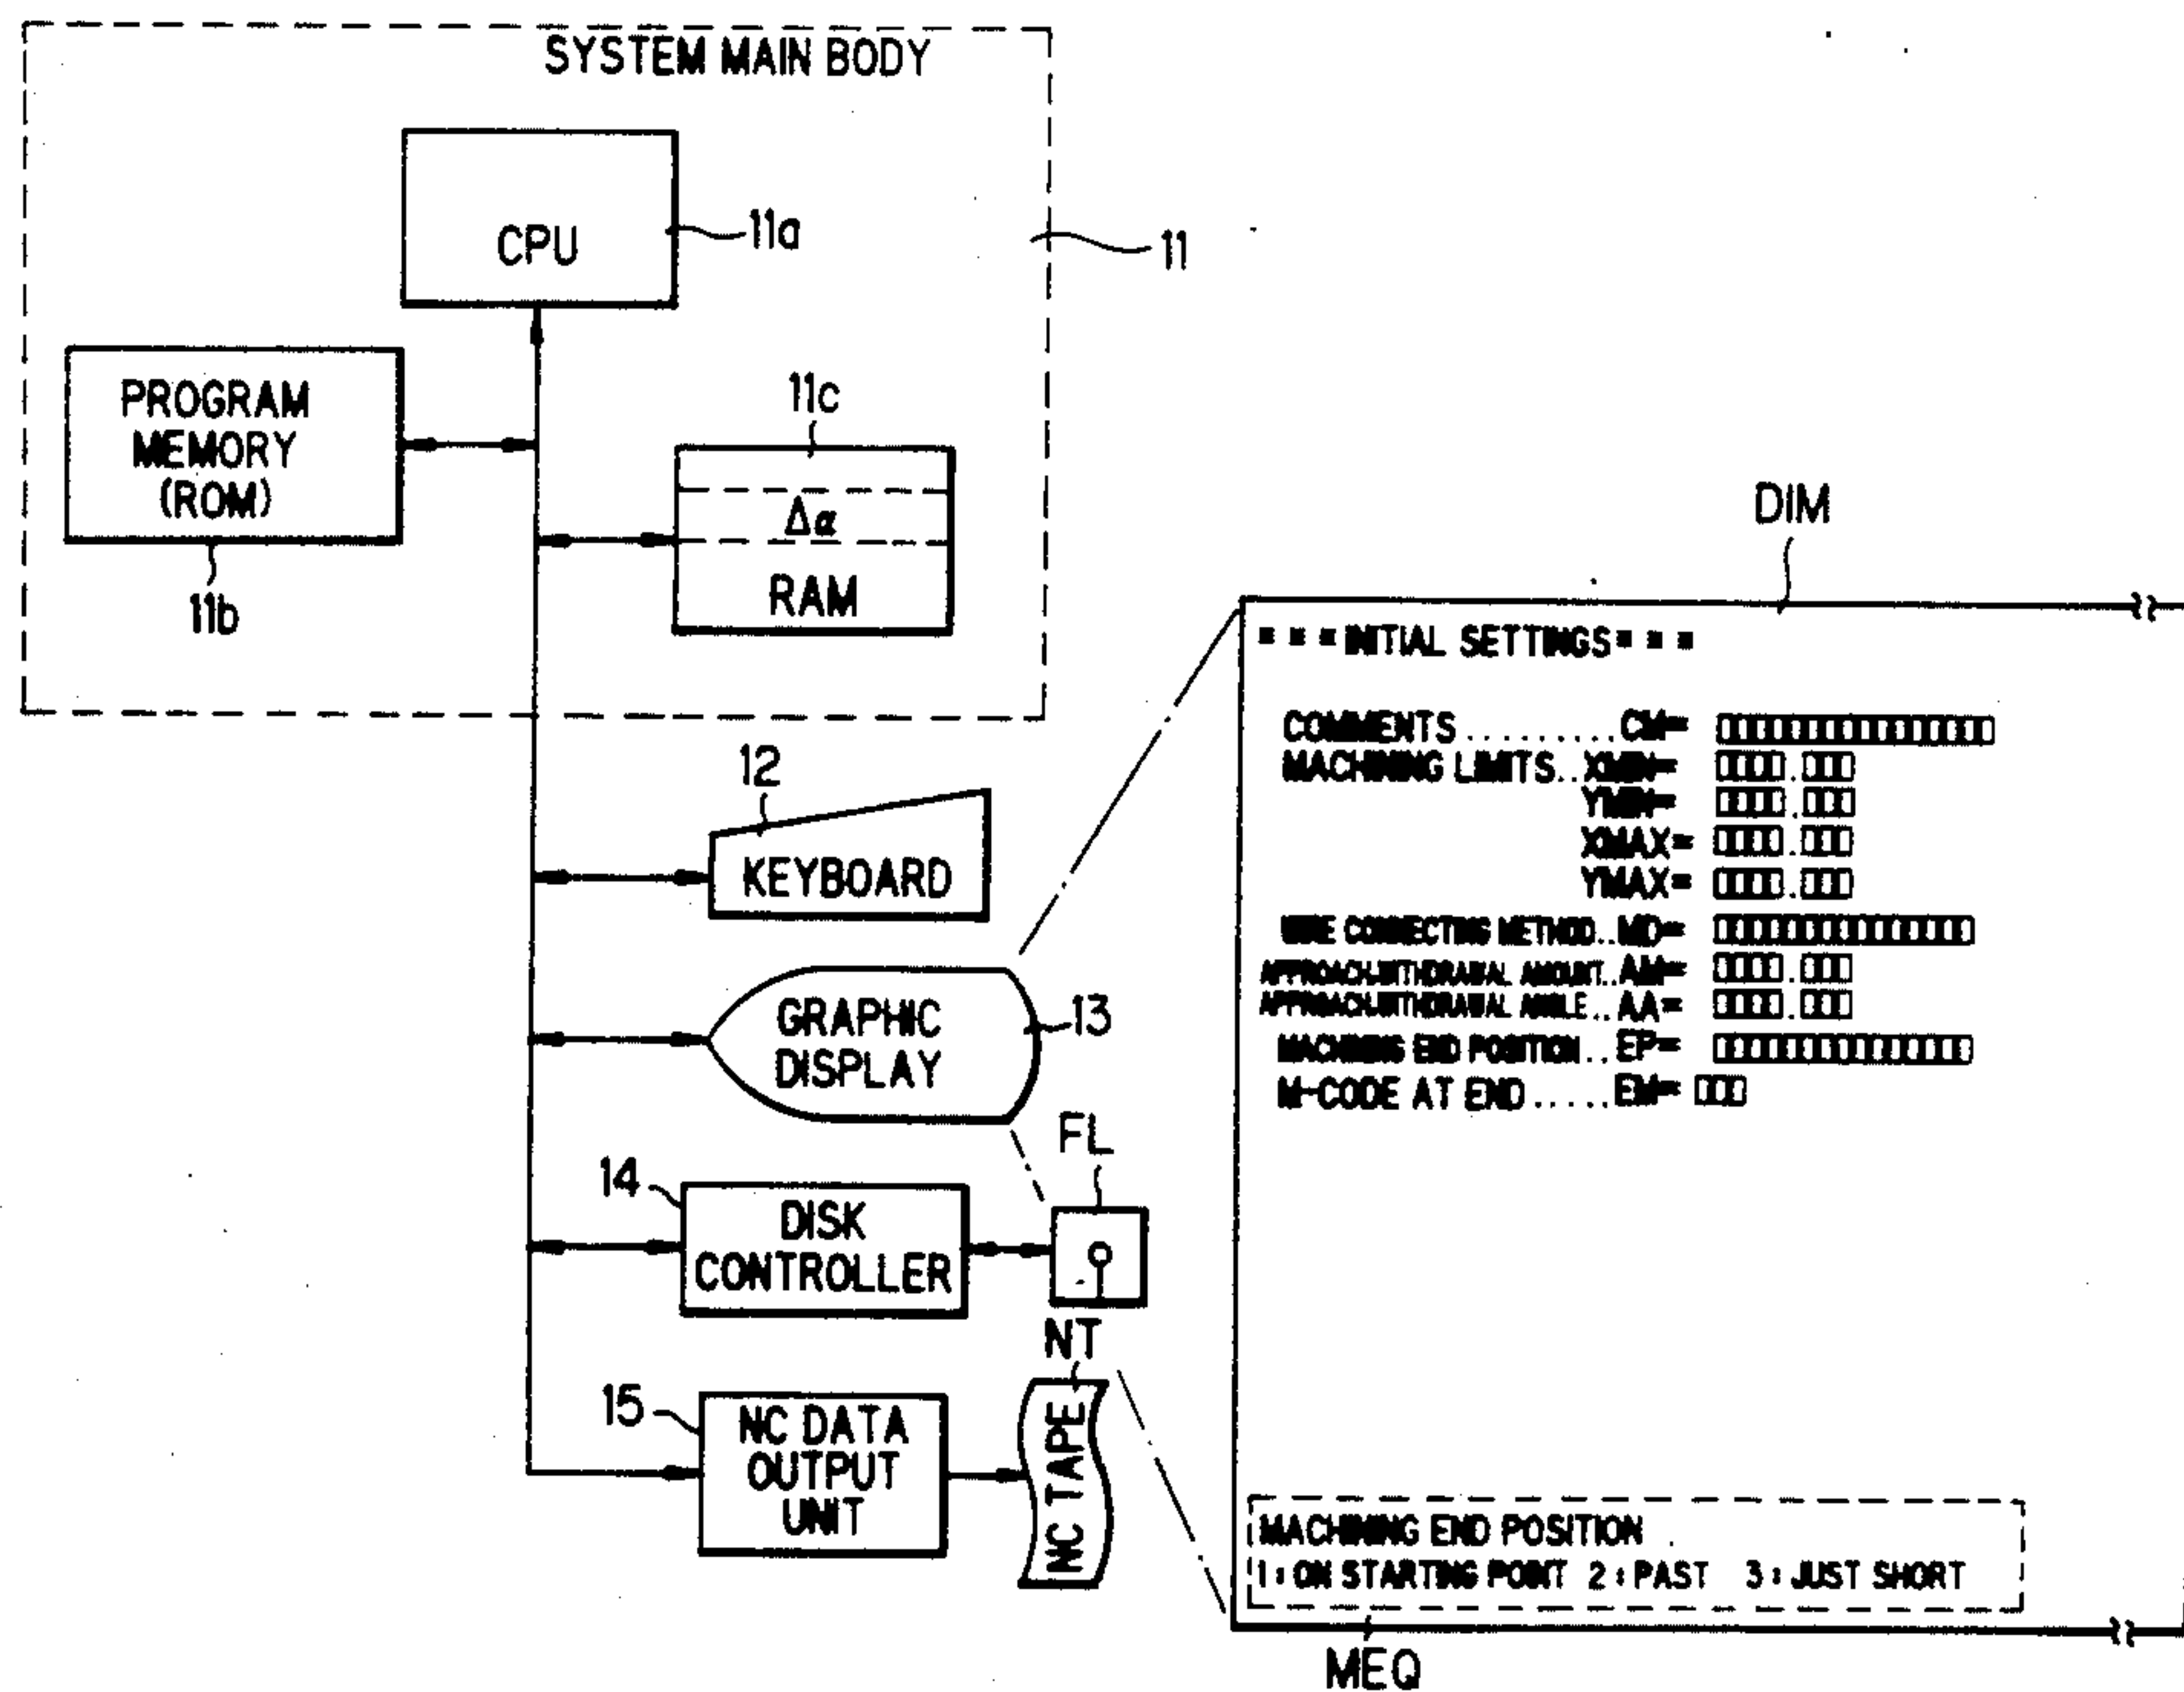 SYSTEM MAIN BODY
CPU
11a
11
PROGRAM
MEMORY
(ROM)
11b
11c
Δα
RAM
12
KEYBOARD
GRAPHIC
DISPLAY
13
14
DISK
CONTROLLER
FL
15
NC DATA
OUTPUT
UNIT
NT
NC TAPE
DIM
*** INITIAL SETTINGS ***
COMMENTS .......... CM=
MACHINING LIMITS.. XMIN=
YMIN=
XMAX=
YMAX=
WIRE CONNECTING METHOD.. MD=
APPROACH-WITHDRAWAL AMOUNT.. AM=
APPROACH-WITHDRAWAL ANGLE.. AA=
MACHINING END POSITION.. EP=
M-CODE AT END ..... EM=
MACHINING END POSITION
1: ON STARTING POINT 2: PAST 3: JUST SHORT
MEQ